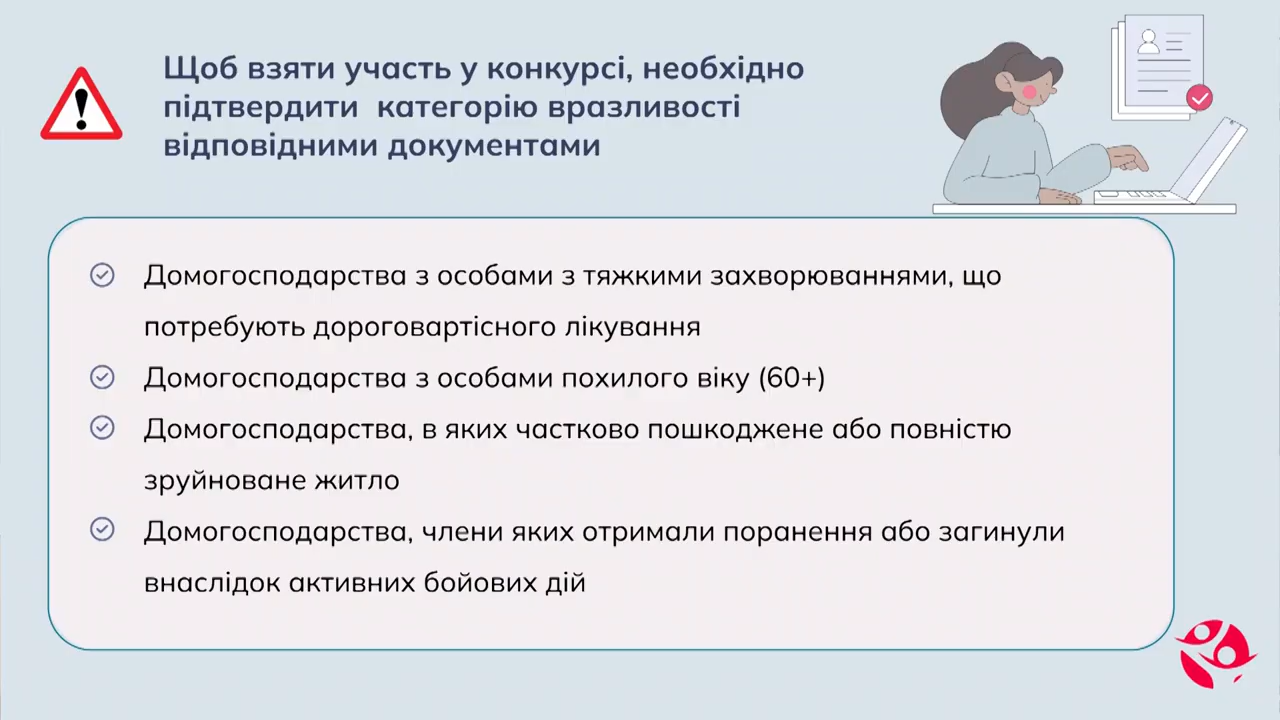 Щоб взяти участь у конкурсі, необхідно
підтвердити категорію вразливості
відповідними документами
Домогосподарства з особами з тяжкими захворюваннями, що
потребують дороговартісного лікування
Домогосподарства з особами похилого віку (60+)
Домогосподарства, в яких частково пошкоджене або повністю
зруйноване житло
Домогосподарства, члени яких отримали поранення або загинули
внаслідок активних бойових дій